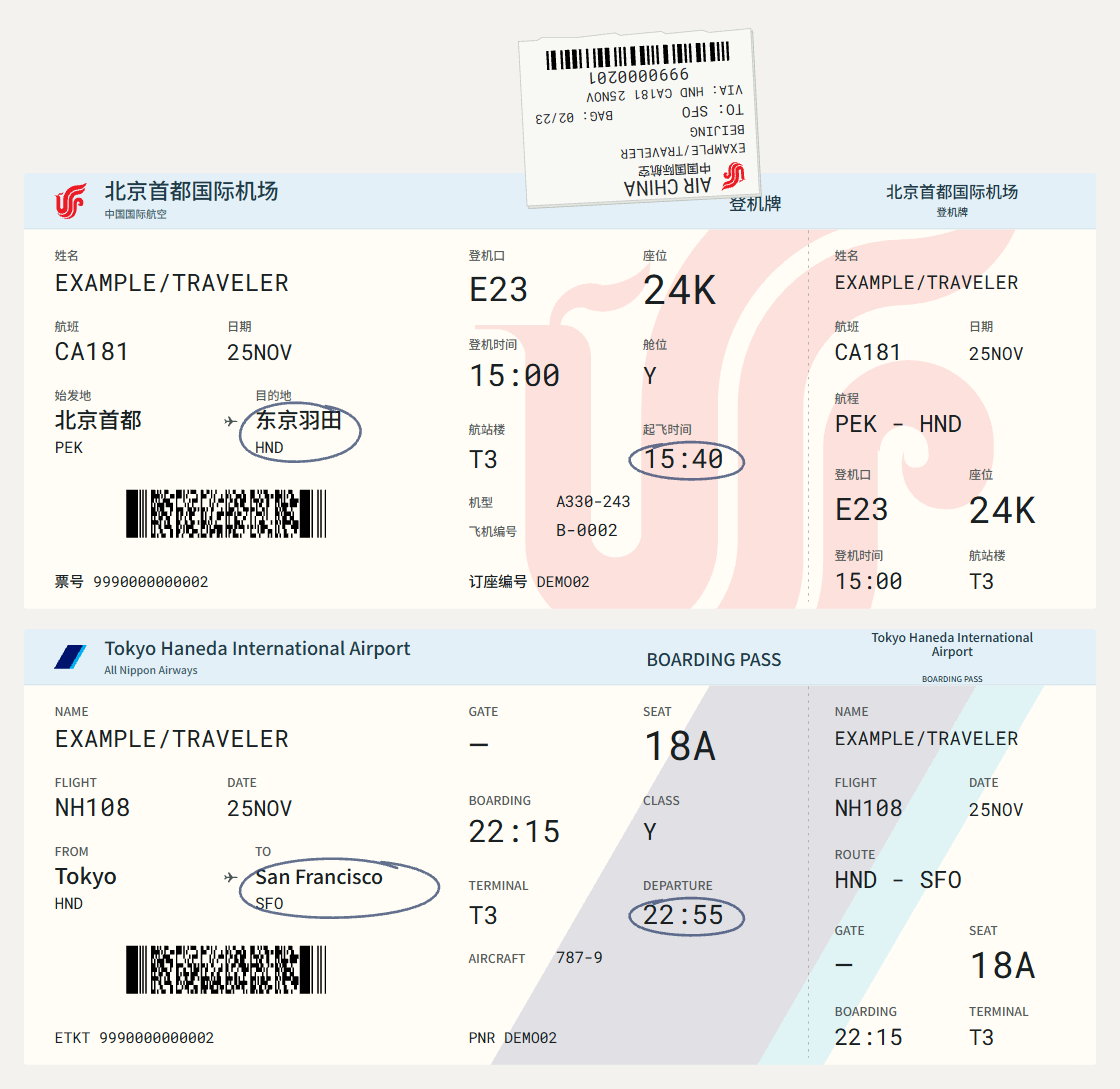 9990000201
VIA: HND CA181 25NOV
TO: SFO BAG: 02/23
BEIJING
EXAMPLE/TRAVELER
中国国际航空
AIR CHINA
北京首都国际机场
中国国际航空
登机牌
北京首都国际机场
登机牌
姓名
EXAMPLE/TRAVELER
航班 日期
CA181 25NOV
始发地 目的地
北京首都 ✈ 东京羽田
PEK HND
票号 9990000000002
登机口 座位
E23 24K
登机时间 舱位
15:00 Y
航站楼 起飞时间
T3 15:40
机型 A330-243
飞机编号 B-0002
订座编号 DEMO02
姓名
EXAMPLE/TRAVELER
航班 日期
CA181 25NOV
航程
PEK - HND
登机口 座位
E23 24K
登机时间 航站楼
15:00 T3
Tokyo Haneda International Airport
All Nippon Airways
BOARDING PASS
Tokyo Haneda International
Airport
BOARDING PASS
NAME
EXAMPLE/TRAVELER
FLIGHT DATE
NH108 25NOV
FROM TO
Tokyo ✈ San Francisco
HND SFO
ETKT 9990000000002
GATE SEAT
— 18A
BOARDING CLASS
22:15 Y
TERMINAL DEPARTURE
T3 22:55
AIRCRAFT 787-9
PNR DEMO02
NAME
EXAMPLE/TRAVELER
FLIGHT DATE
NH108 25NOV
ROUTE
HND - SFO
GATE SEAT
— 18A
BOARDING TERMINAL
22:15 T3